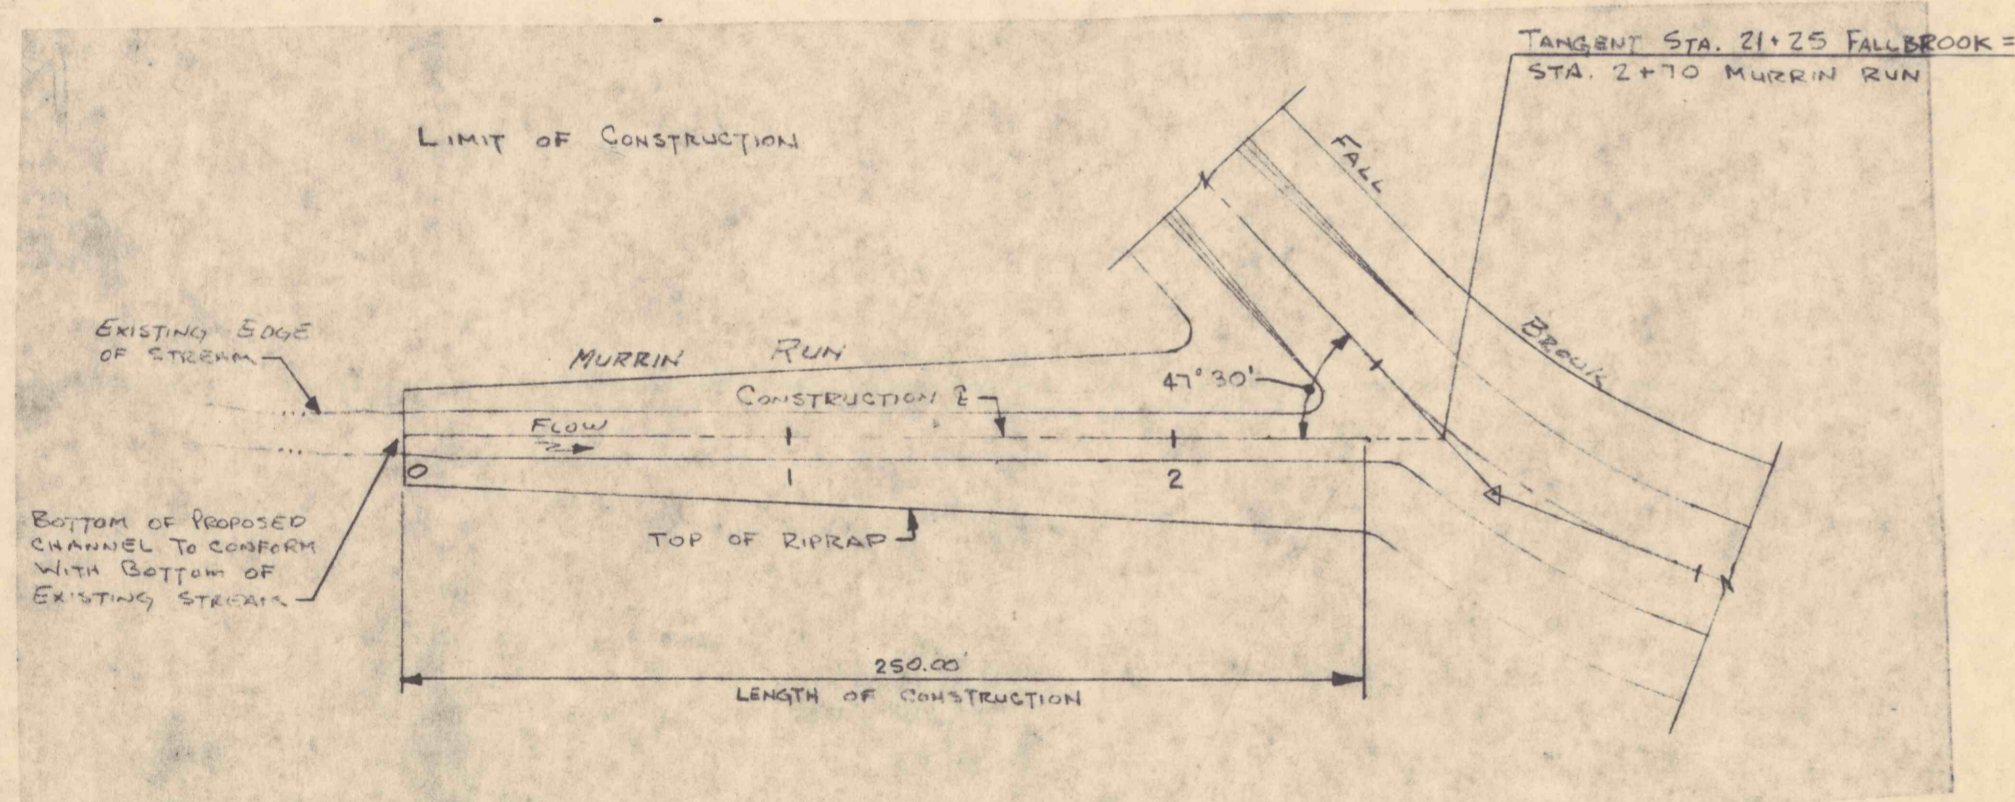 TANGENT STA. 21+25 FALLBROOK =
STA. 2+70 MURRIN RUN
LIMIT OF CONSTRUCTION
FALL
BROOK
EXISTING EDGE
OF STREAM
MURRIN RUN
47°30'
CONSTRUCTION ℄
FLOW
0
1
2
BOTTOM OF PROPOSED
CHANNEL TO CONFORM
WITH BOTTOM OF
EXISTING STREAM
TOP OF RIPRAP
250.00'
LENGTH OF CONSTRUCTION